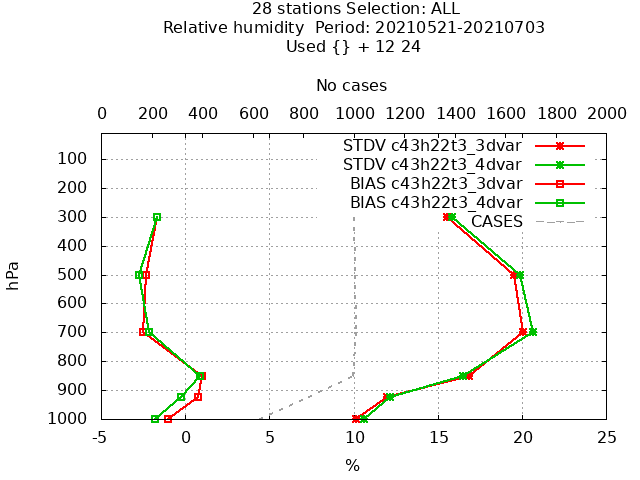 28 stations Selection: ALL
Relative humidity  Period: 20210521-20210703
Used {} + 12 24
No cases
0 200 400 600 800 1000 1200 1400 1600 1800 2000
STDV c43h22t3_3dvar
STDV c43h22t3_4dvar
BIAS c43h22t3_3dvar
BIAS c43h22t3_4dvar
CASES
hPa
100
200
300
400
500
600
700
800
900
1000
-5 0 5 10 15 20 25
%